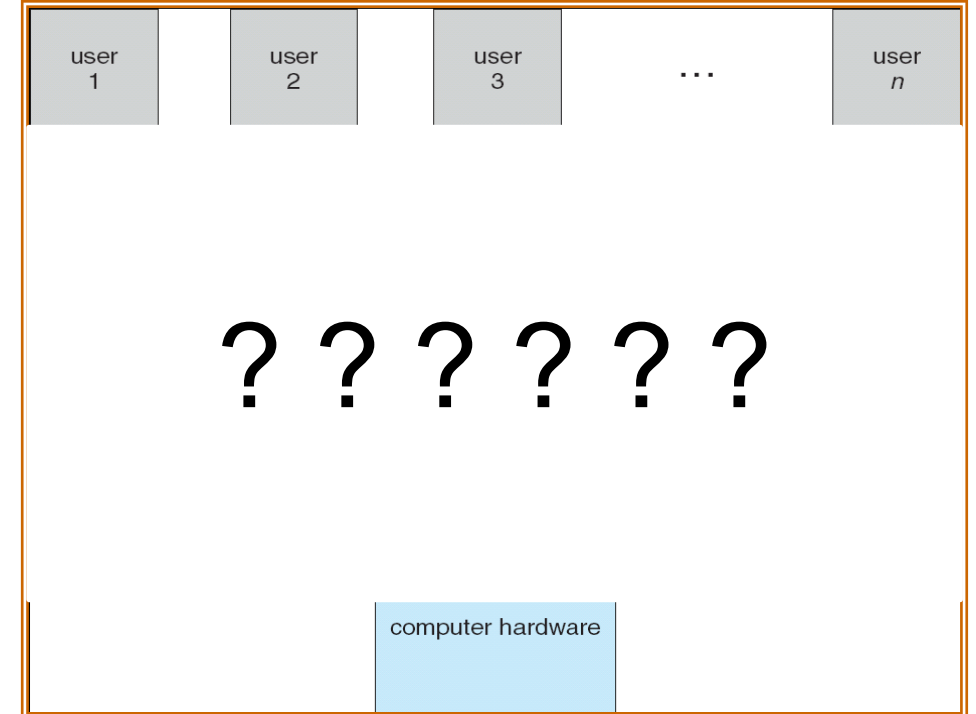 user
1
user
2
user
3
...
user
n
? ? ? ? ? ?
computer hardware